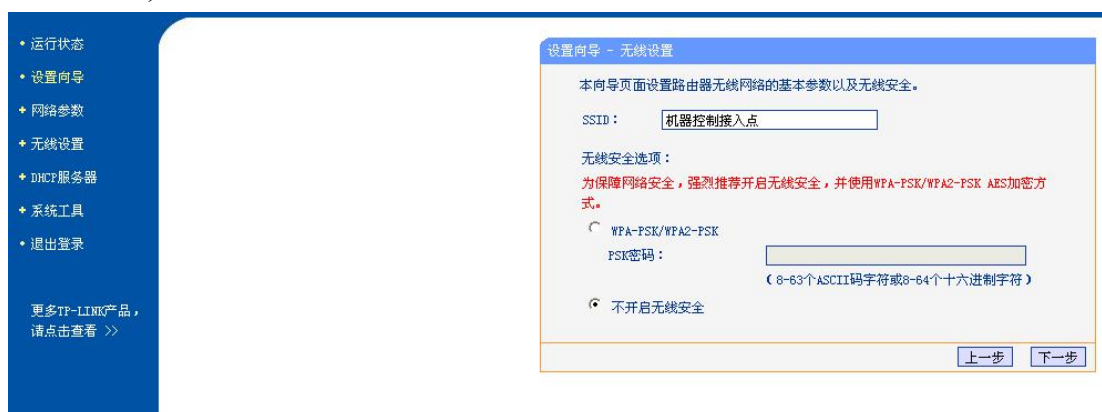 运行状态
设置向导
网络参数
无线设置
DHCP服务器
系统工具
退出登录
更多TP-LINK产品，
请点击查看 >>
设置向导 - 无线设置
本向导页面设置路由器无线网络的基本参数以及无线安全。
SSID： 机器控制接入点
无线安全选项：
为保障网络安全，强烈推荐开启无线安全，并使用WPA-PSK/WPA2-PSK AES加密方
式。
WPA-PSK/WPA2-PSK
PSK密码：
（8-63个ASCII码字符或8-64个十六进制字符）
不开启无线安全
上一步 下一步